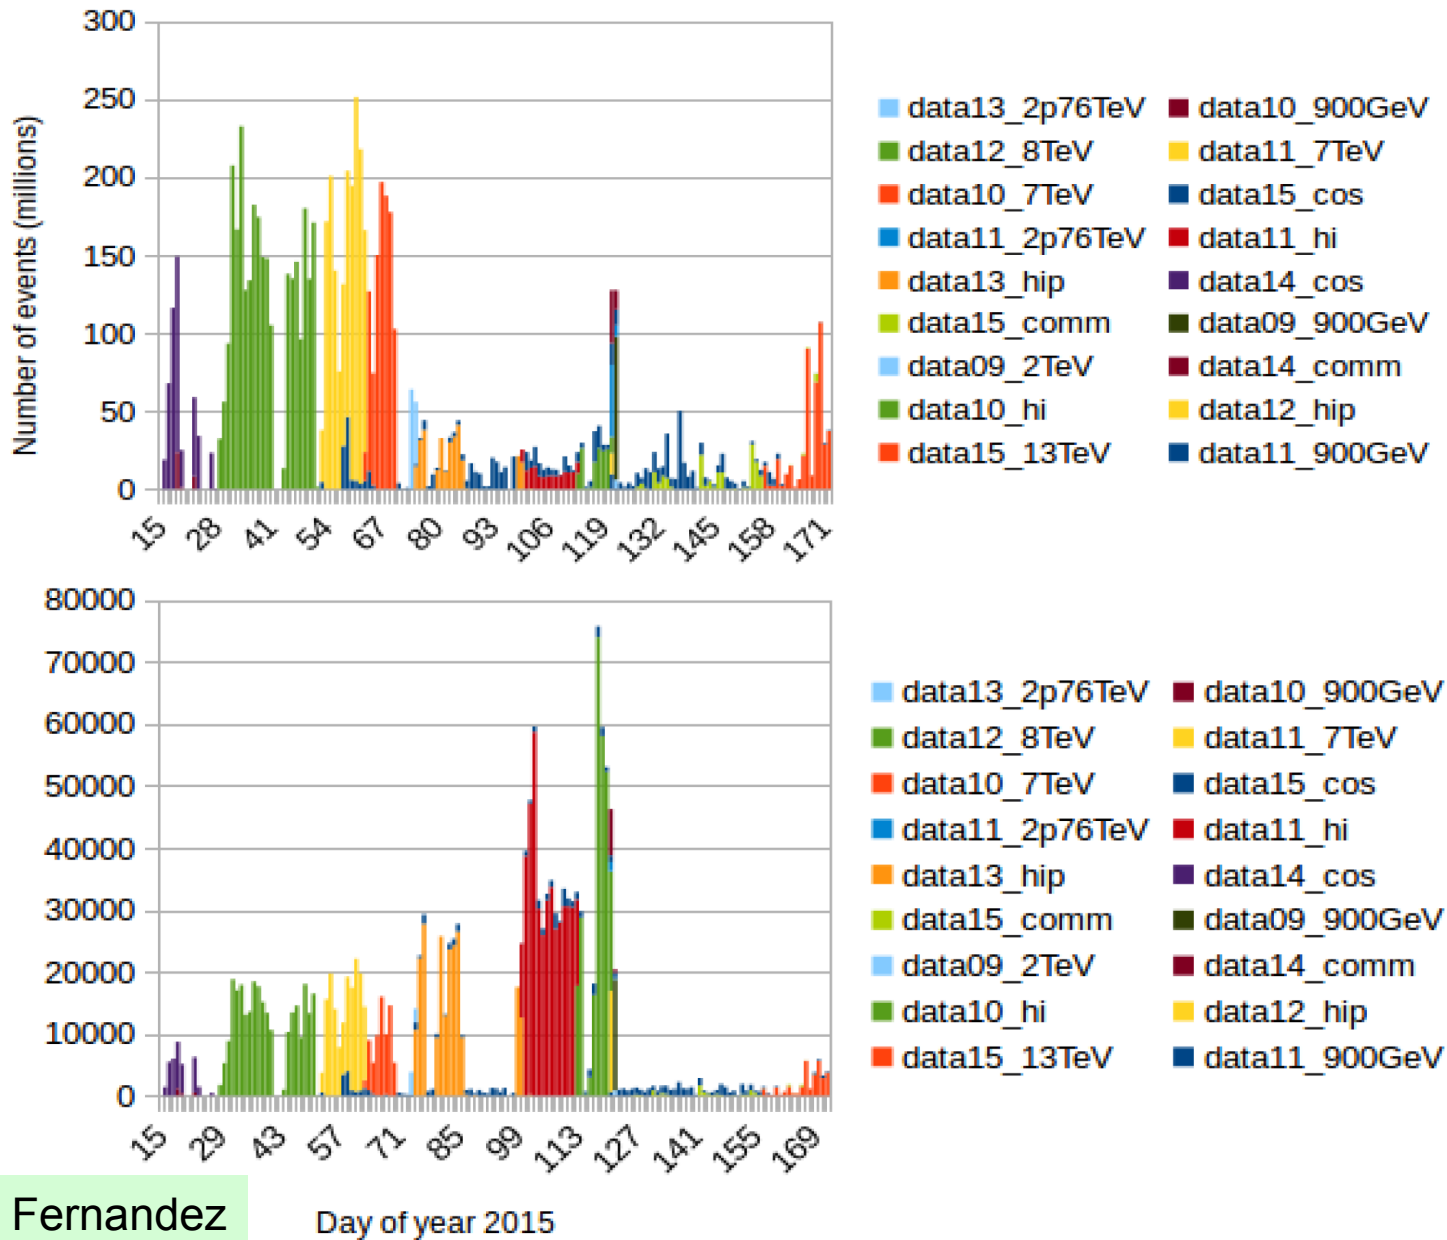 Number of events (millions)
300
250
200
150
100
50
0
15 28 41 54 67 80 93 106 119 132 145 158 171
data13_2p76TeV data10_900GeV
data12_8TeV data11_7TeV
data10_7TeV data15_cos
data11_2p76TeV data11_hi
data13_hip data14_cos
data15_comm data09_900GeV
data09_2TeV data14_comm
data10_hi data12_hip
data15_13TeV data11_900GeV
80000
70000
60000
50000
40000
30000
20000
10000
0
15 29 43 57 71 85 99 113 127 141 155 169
data13_2p76TeV data10_900GeV
data12_8TeV data11_7TeV
data10_7TeV data15_cos
data11_2p76TeV data11_hi
data13_hip data14_cos
data15_comm data09_900GeV
data09_2TeV data14_comm
data10_hi data12_hip
data15_13TeV data11_900GeV
Fernandez
Day of year 2015